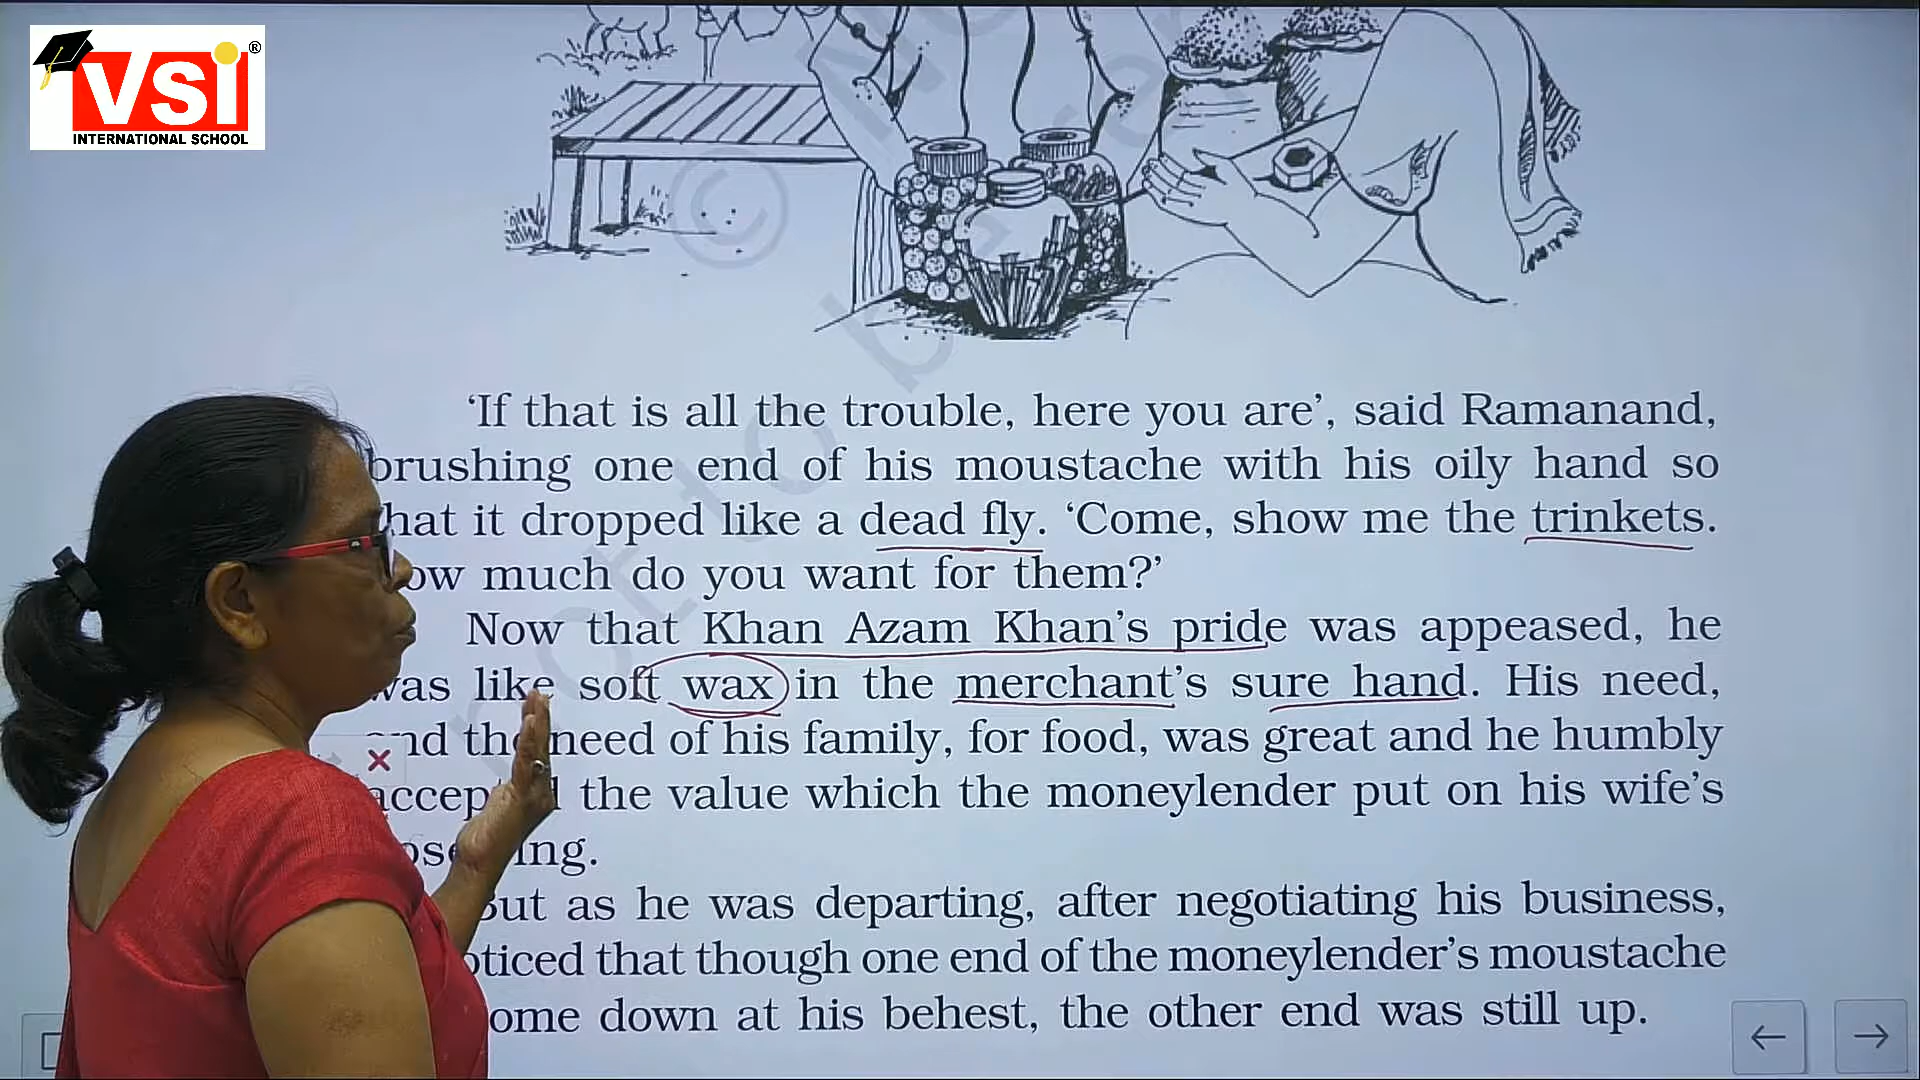 VSI ®
INTERNATIONAL SCHOOL
©
'If that is all the trouble, here you are', said Ramanand,
brushing one end of his moustache with his oily hand so
hat it dropped like a dead fly. 'Come, show me the trinkets.
ow much do you want for them?'
Now that Khan Azam Khan's pride was appeased, he
was like soft wax in the merchant's sure hand. His need,
and the need of his family, for food, was great and he humbly
the value which the moneylender put on his wife's
ing.
But as he was departing, after negotiating his business,
oticed that though one end of the moneylender's moustache
ome down at his behest, the other end was still up.